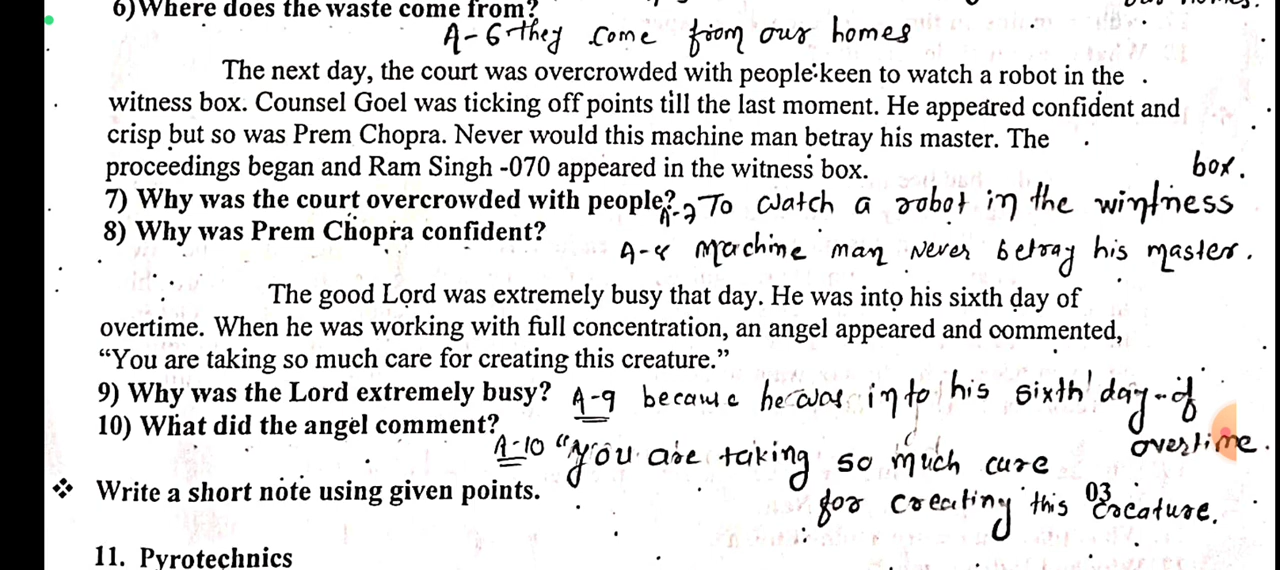 6)Where does the waste come from?
A-6 they come from our homes
The next day, the court was overcrowded with people keen to watch a robot in the
witness box. Counsel Goel was ticking off points till the last moment. He appeared confident and
crisp but so was Prem Chopra. Never would this machine man betray his master. The
proceedings began and Ram Singh -070 appeared in the witness box.
7) Why was the court overcrowded with people? A-7 To watch a robot in the wintness box.
8) Why was Prem Chopra confident?
A-8 Machine man never betray his master.
The good Lord was extremely busy that day. He was into his sixth day of
overtime. When he was working with full concentration, an angel appeared and commented,
“You are taking so much care for creating this creature.”
9) Why was the Lord extremely busy? A-9 because he was into his sixth day of
overtime.
10) What did the angel comment?
A-10 “you are taking so much care
for creating this creature.
❖ Write a short note using given points. 03
11. Pyrotechnics